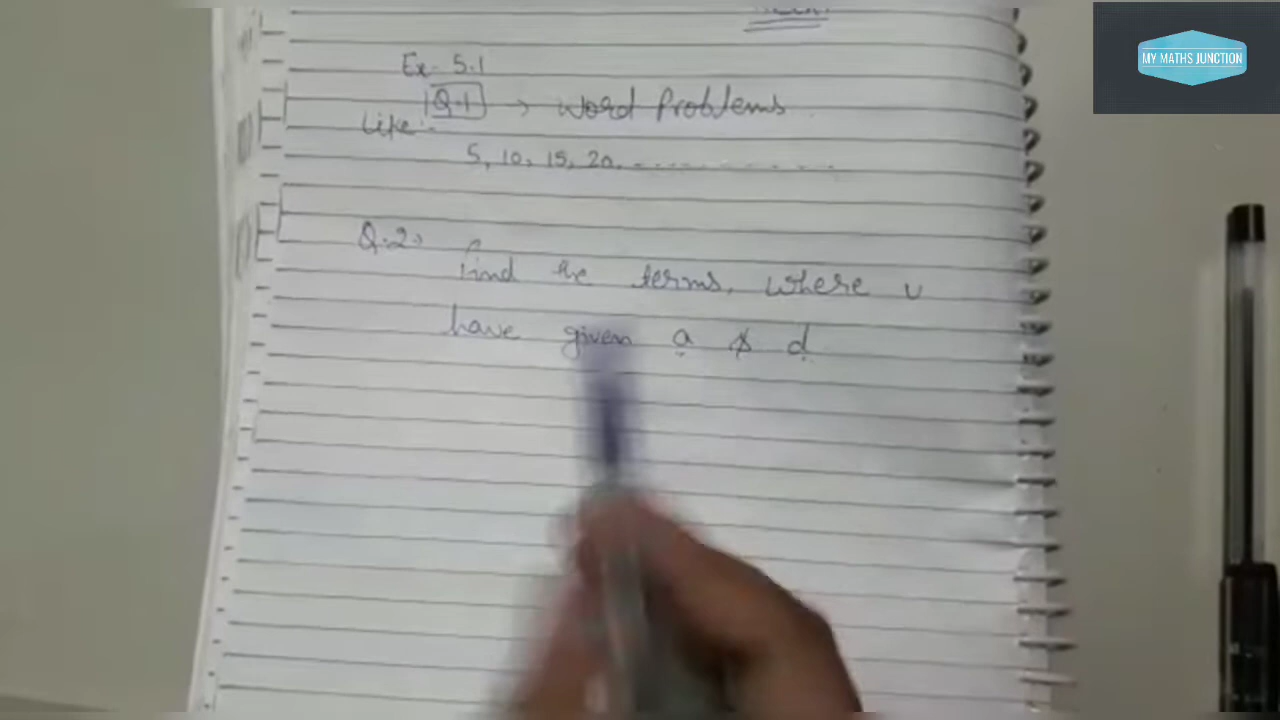 MY MATHS JUNCTION
Ex- 5.1
Q.1 → Word Problems
Like:-
5, 10, 15, 20, - - - - - - - - - -
Q.2→
find the terms, where u
have given a & d